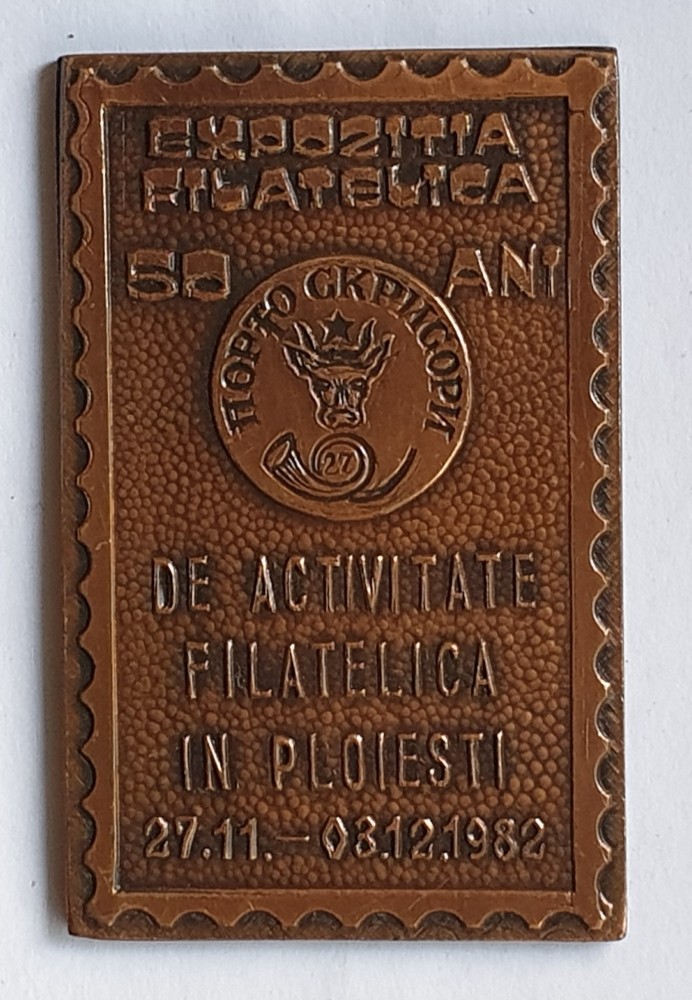 EXPOZITIA
FILATELICA
50 ANI
ПОРТО СКРИСОРИ
27
DE ACTIVITATE
FILATELICA
IN PLOIESTI
27.11.–03.12.1982